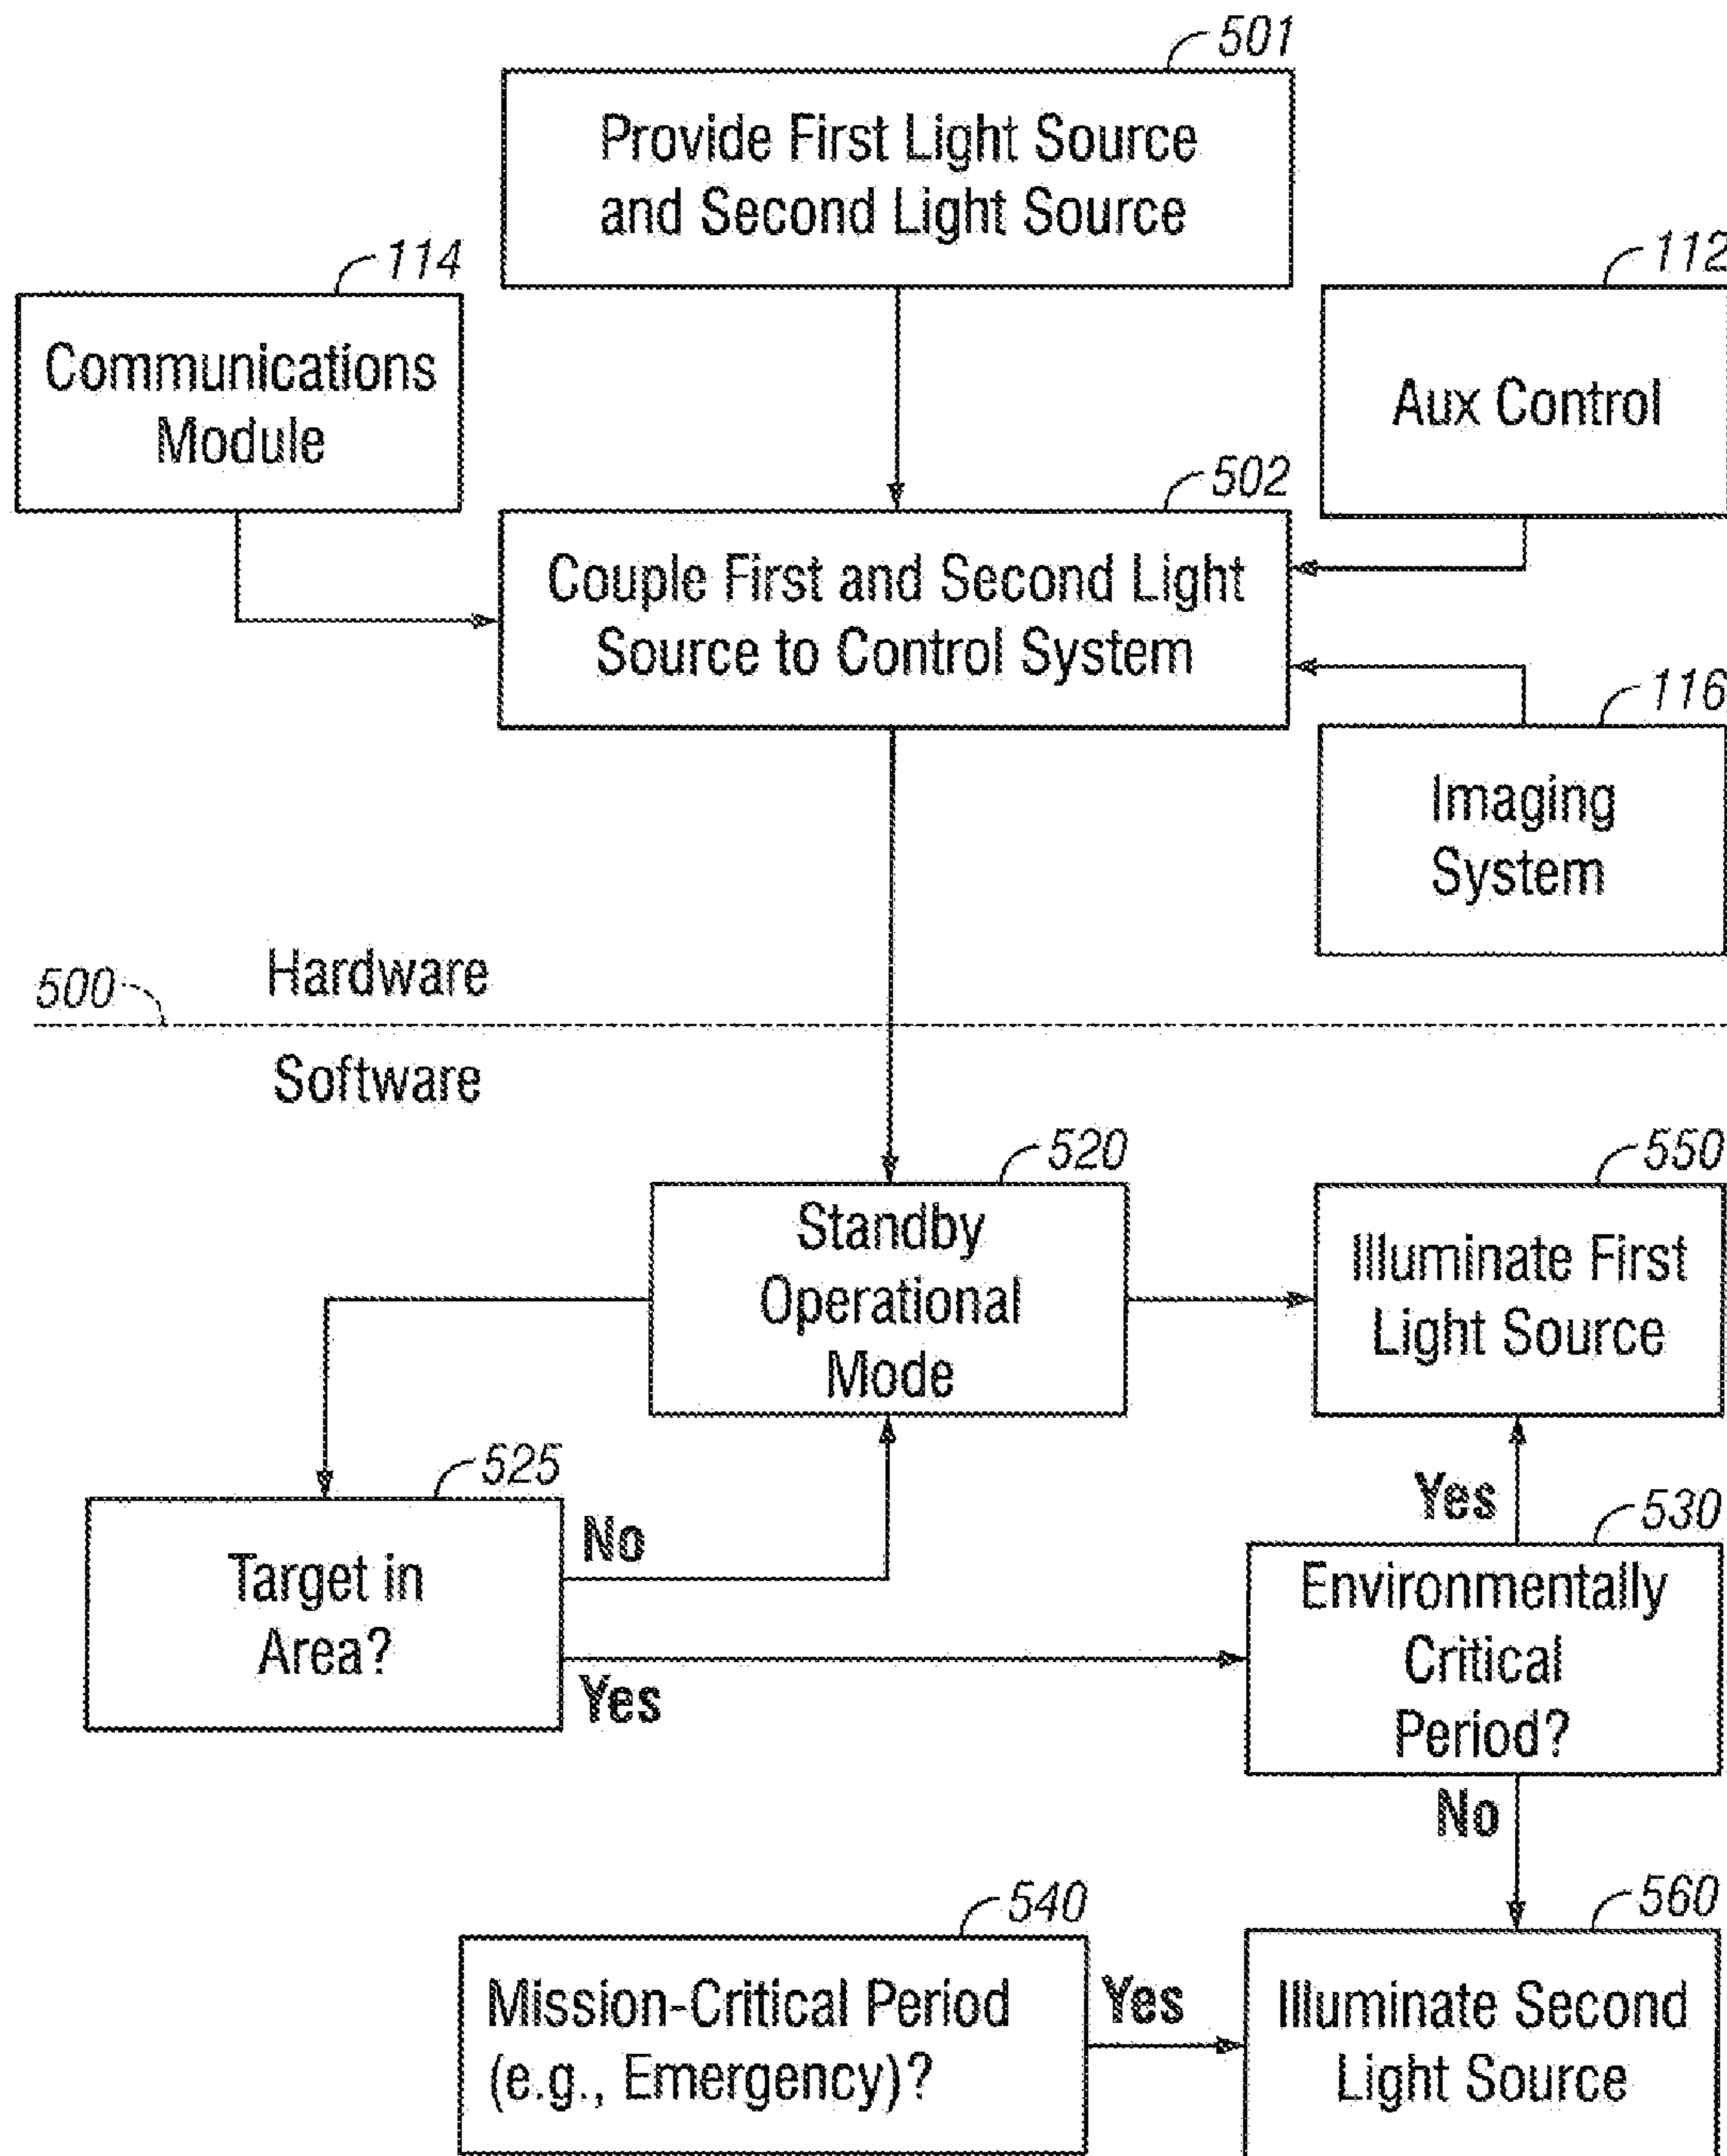 501
Provide First Light Source
and Second Light Source
114
Communications
Module
112
Aux Control
502
Couple First and Second Light
Source to Control System
116
Imaging
System
Hardware
500
Software
520
Standby
Operational
Mode
550
Illuminate First
Light Source
525
Target in
Area?
No
Yes
Yes
530
Environmentally
Critical
Period?
No
540
Mission-Critical Period
(e.g., Emergency)?
Yes
560
Illuminate Second
Light Source